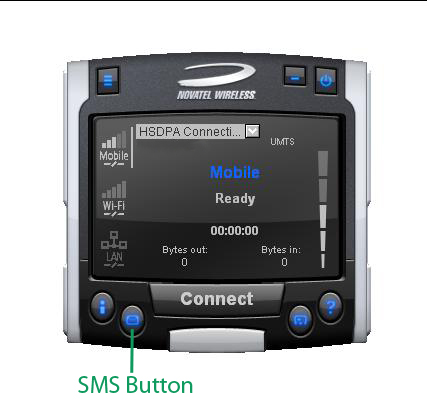 NOVATEL WIRELESS
HSDPA Connecti...
UMTS
Mobile
Mobile
Ready
Wi-Fi
00:00:00
LAN
Bytes out:
Bytes in:
0
0
Connect
i
?
SMS Button